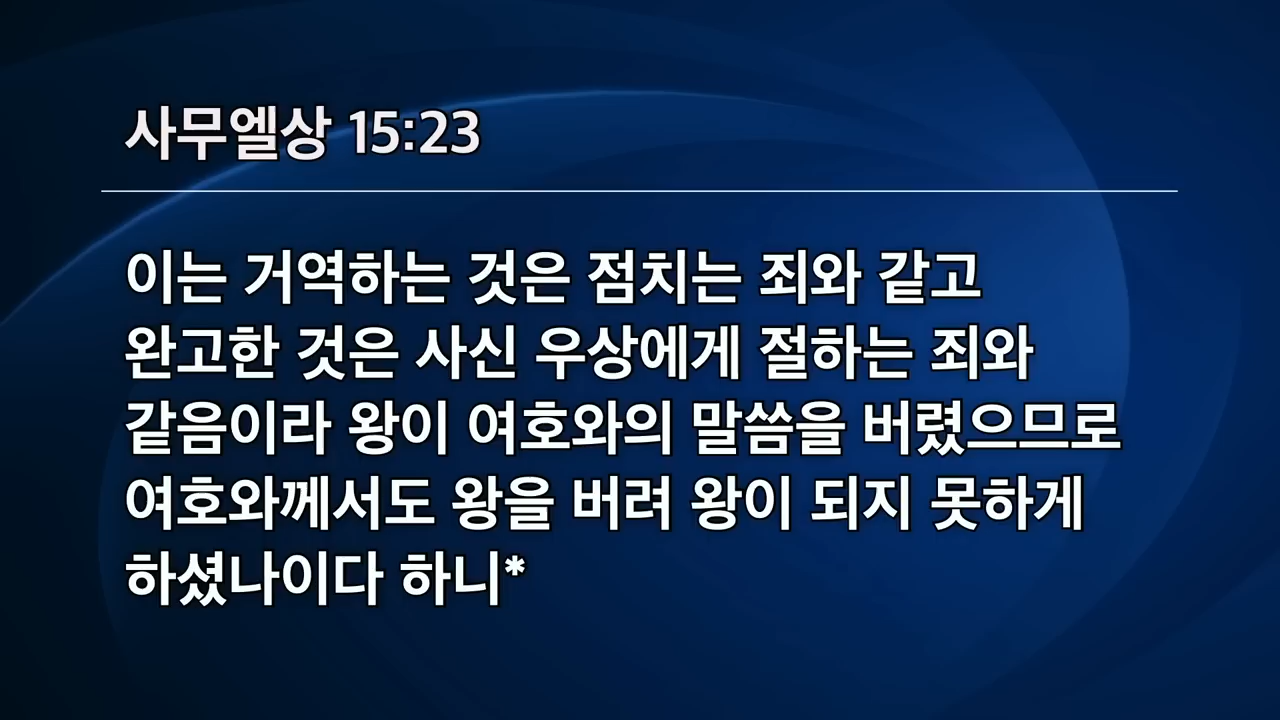 사무엘상 15:23
이는 거역하는 것은 점치는 죄와 같고
완고한 것은 사신 우상에게 절하는 죄와
같음이라 왕이 여호와의 말씀을 버렸으므로
여호와께서도 왕을 버려 왕이 되지 못하게
하셨나이다 하니*